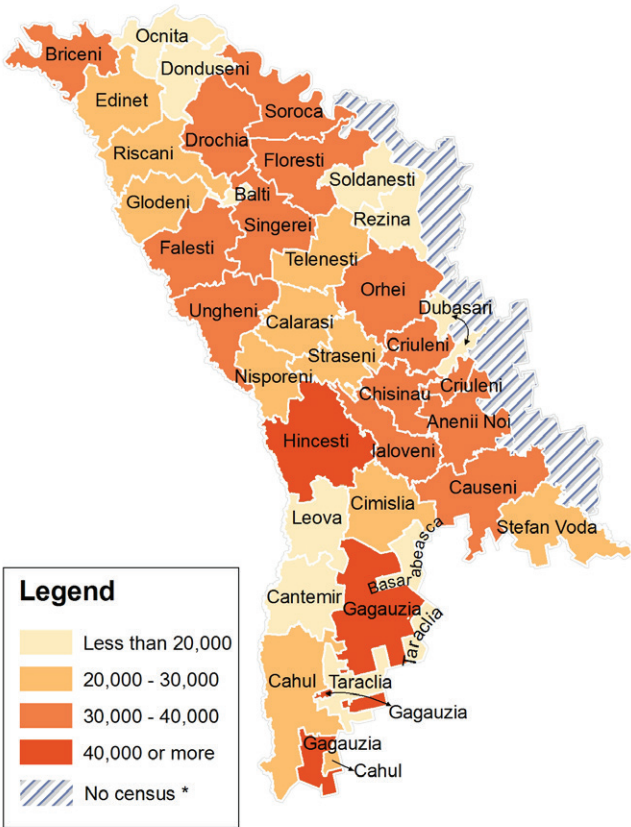 Ocnita
Briceni
Donduseni
Edinet
Soroca
Drochia
Riscani
Floresti
Soldanesti
Balti
Glodeni
Rezina
Singerei
Falesti
Telenesti
Orhei
Dubasari
Ungheni
Calarasi
Criuleni
Straseni
Nisporeni
Criuleni
Chisinau
Anenii Noi
Hincesti
Ialoveni
Causeni
Cimislia
Leova
Stefan Voda
Basarabeasca
Cantemir
Gagauzia
Taraclia
Cahul
Taraclia
Gagauzia
Gagauzia
Cahul
Legend
Less than 20,000
20,000 - 30,000
30,000 - 40,000
40,000 or more
No census *